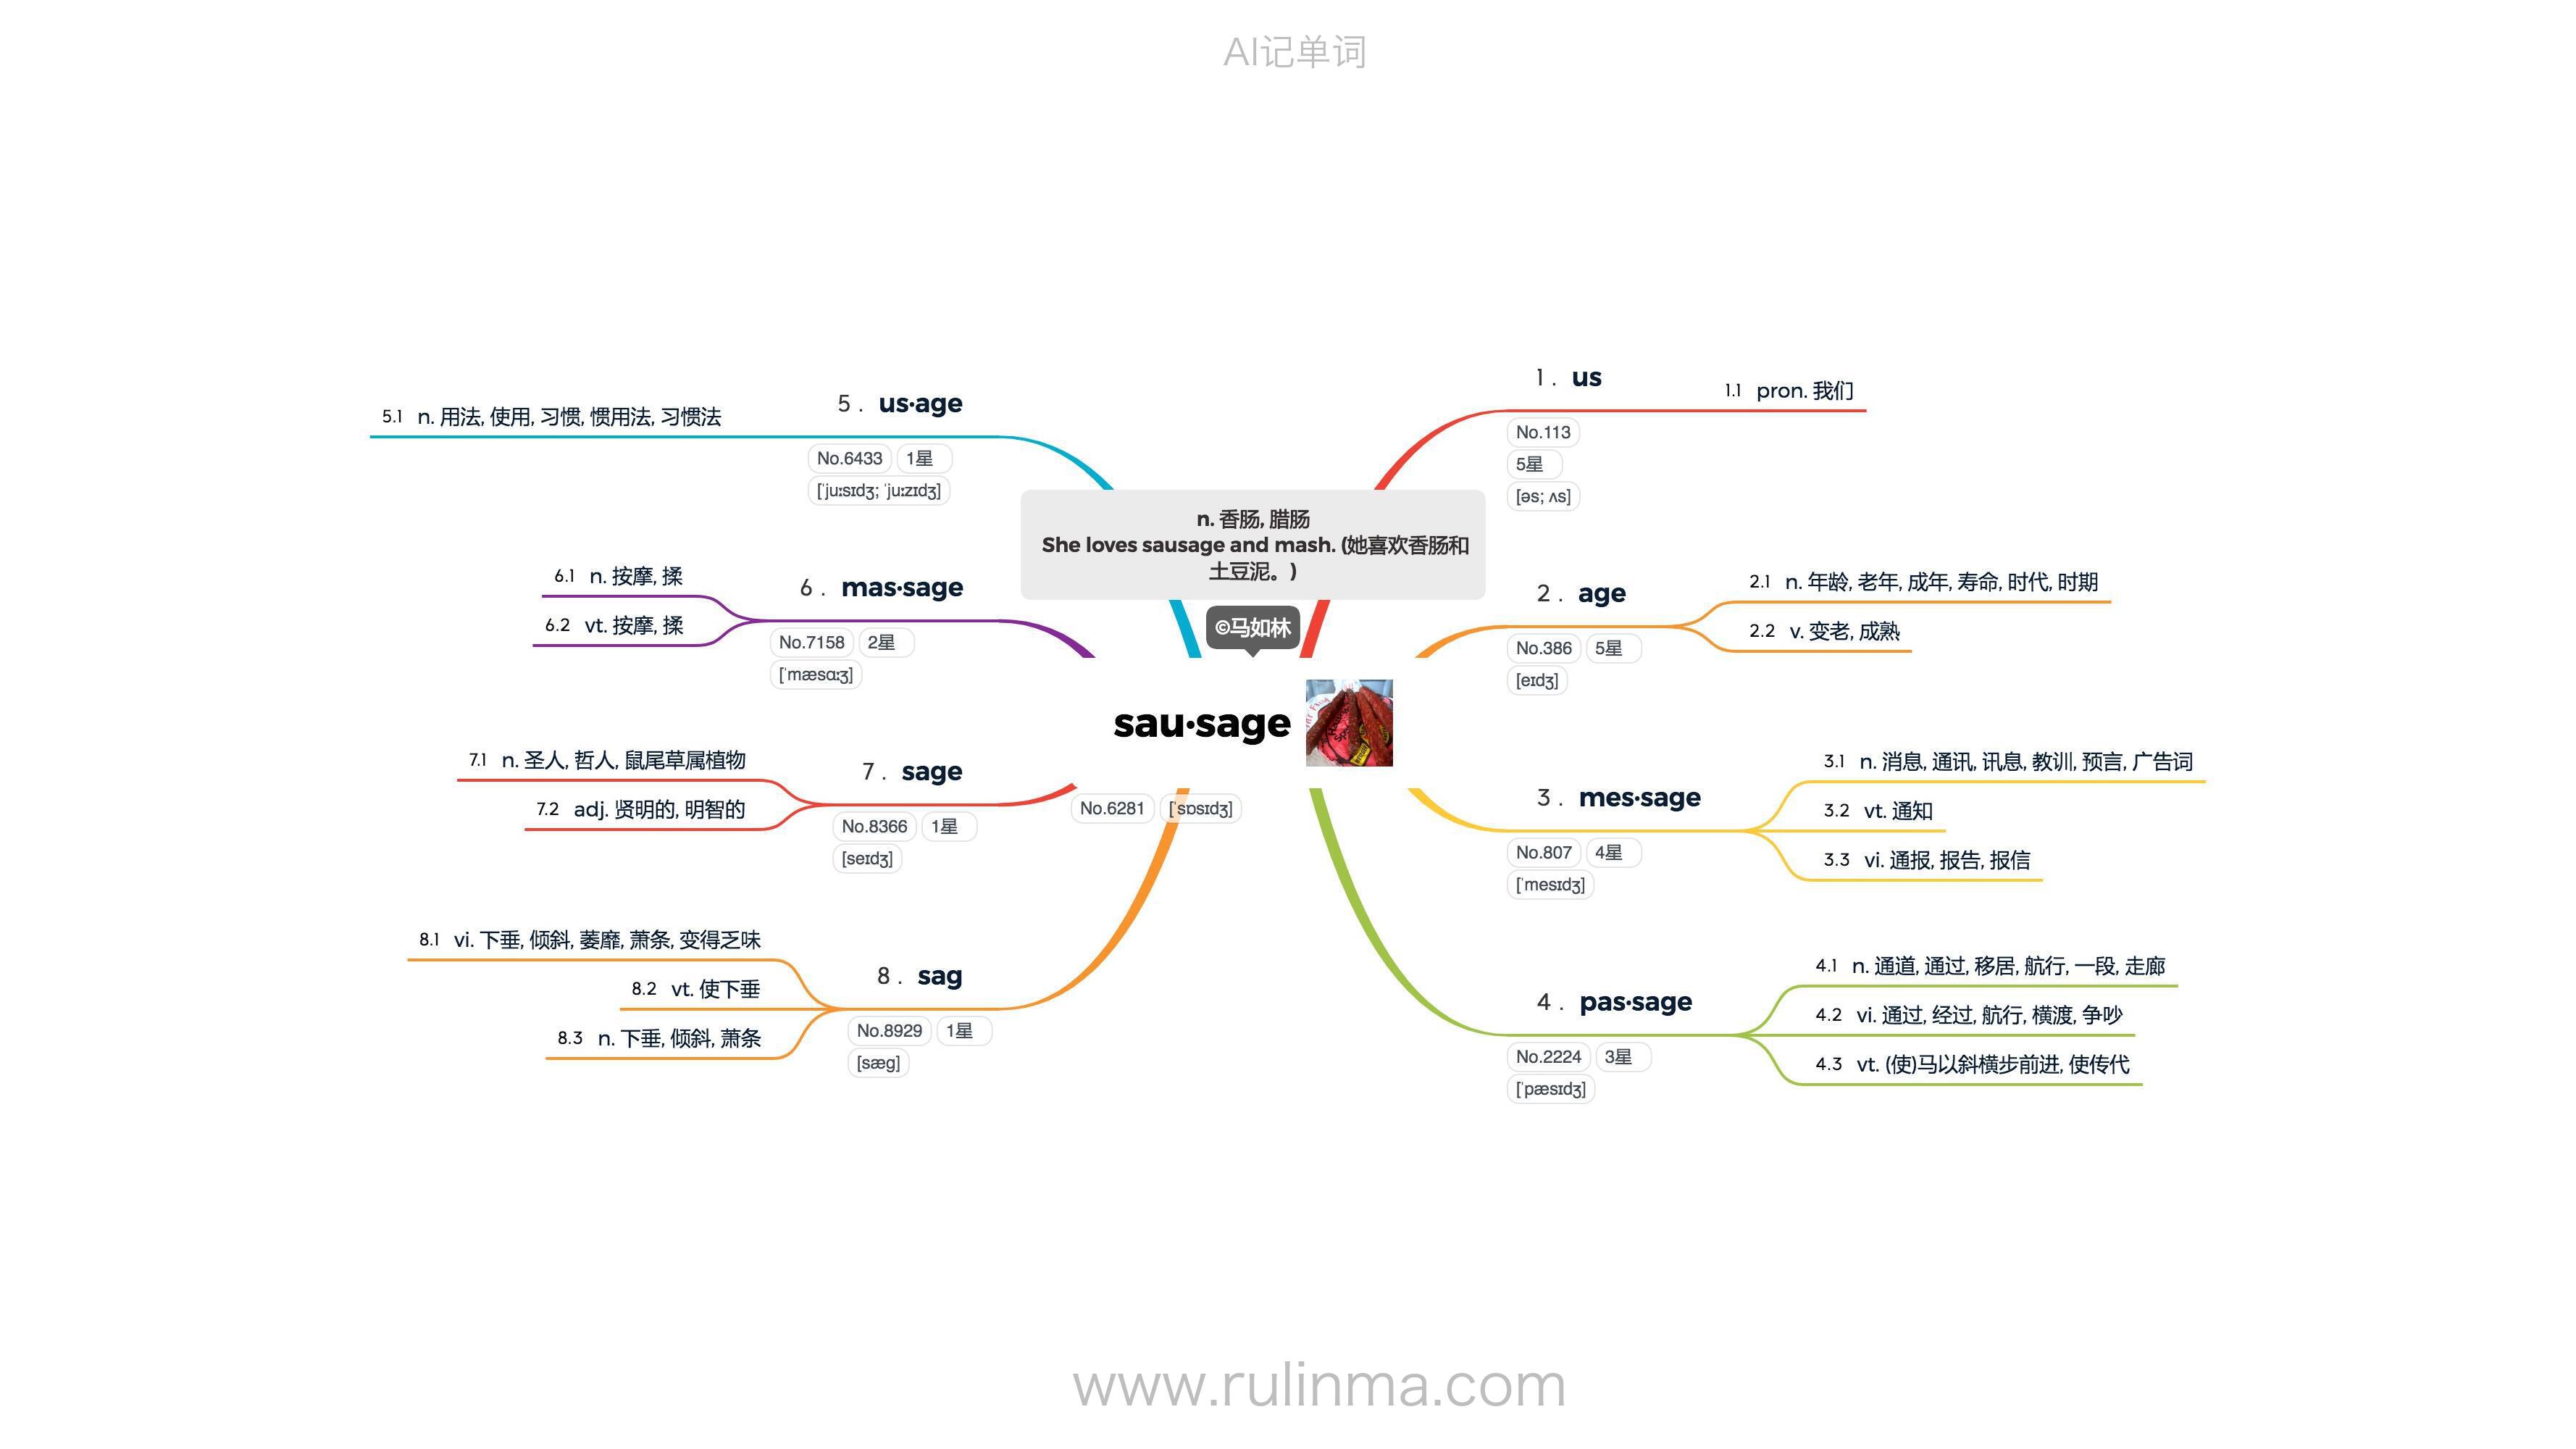 AI记单词
n. 香肠, 腊肠
She loves sausage and mash. (她喜欢香肠和
土豆泥。)
©马如林
sau·sage
No.6281 [ˈsɒsɪdʒ]
1. us
No.113
5星
[əs; ʌs]
1.1 pron. 我们
2. age
No.386 5星
[eɪdʒ]
2.1 n. 年龄, 老年, 成年, 寿命, 时代, 时期
2.2 v. 变老, 成熟
3. mes·sage
No.807 4星
[ˈmesɪdʒ]
3.1 n. 消息, 通讯, 讯息, 教训, 预言, 广告词
3.2 vt. 通知
3.3 vi. 通报, 报告, 报信
4. pas·sage
No.2224 3星
[ˈpæsɪdʒ]
4.1 n. 通道, 通过, 移居, 航行, 一段, 走廊
4.2 vi. 通过, 经过, 航行, 横渡, 争吵
4.3 vt. (使)马以斜横步前进, 使传代
5. us·age
No.6433 1星
[ˈjuːsɪdʒ; ˈjuːzɪdʒ]
5.1 n. 用法, 使用, 习惯, 惯用法, 习惯法
6. mas·sage
No.7158 2星
[ˈmæsɑːʒ]
6.1 n. 按摩, 揉
6.2 vt. 按摩, 揉
7. sage
No.8366 1星
[seɪdʒ]
7.1 n. 圣人, 哲人, 鼠尾草属植物
7.2 adj. 贤明的, 明智的
8. sag
No.8929 1星
[sæg]
8.1 vi. 下垂, 倾斜, 萎靡, 萧条, 变得乏味
8.2 vt. 使下垂
8.3 n. 下垂, 倾斜, 萧条
www.rulinma.com